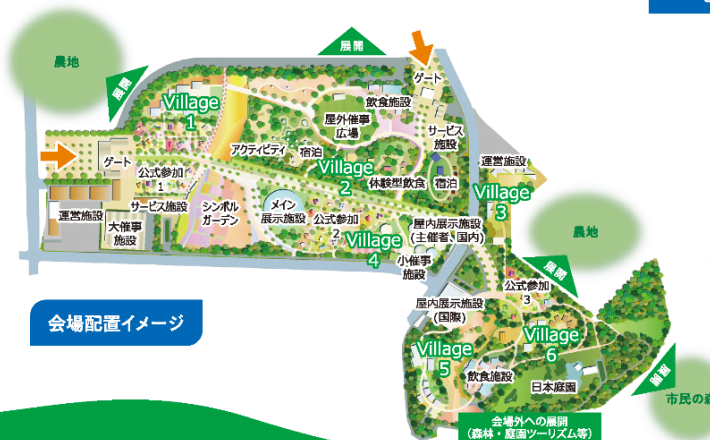 農地
展開
展開
ゲート
Village
1
飲食施設
屋外催事
広場
サービス
施設
アクティビティ
宿泊
Village
2
体験型飲食
宿泊
運営施設
Village
3
ゲート
公式参加
1
サービス施設
運営施設
大催事
施設
シンボル
ガーデン
メイン
展示施設
公式参加
2
Village
4
屋内展示施設
(主催者、国内)
小催事
施設
農地
展開
公式参加
3
屋内展示施設
(国際)
Village
5
Village
6
飲食施設
日本庭園
展開
市民の森
会場外への展開
(森林・庭園ツーリズム等)
会場配置イメージ